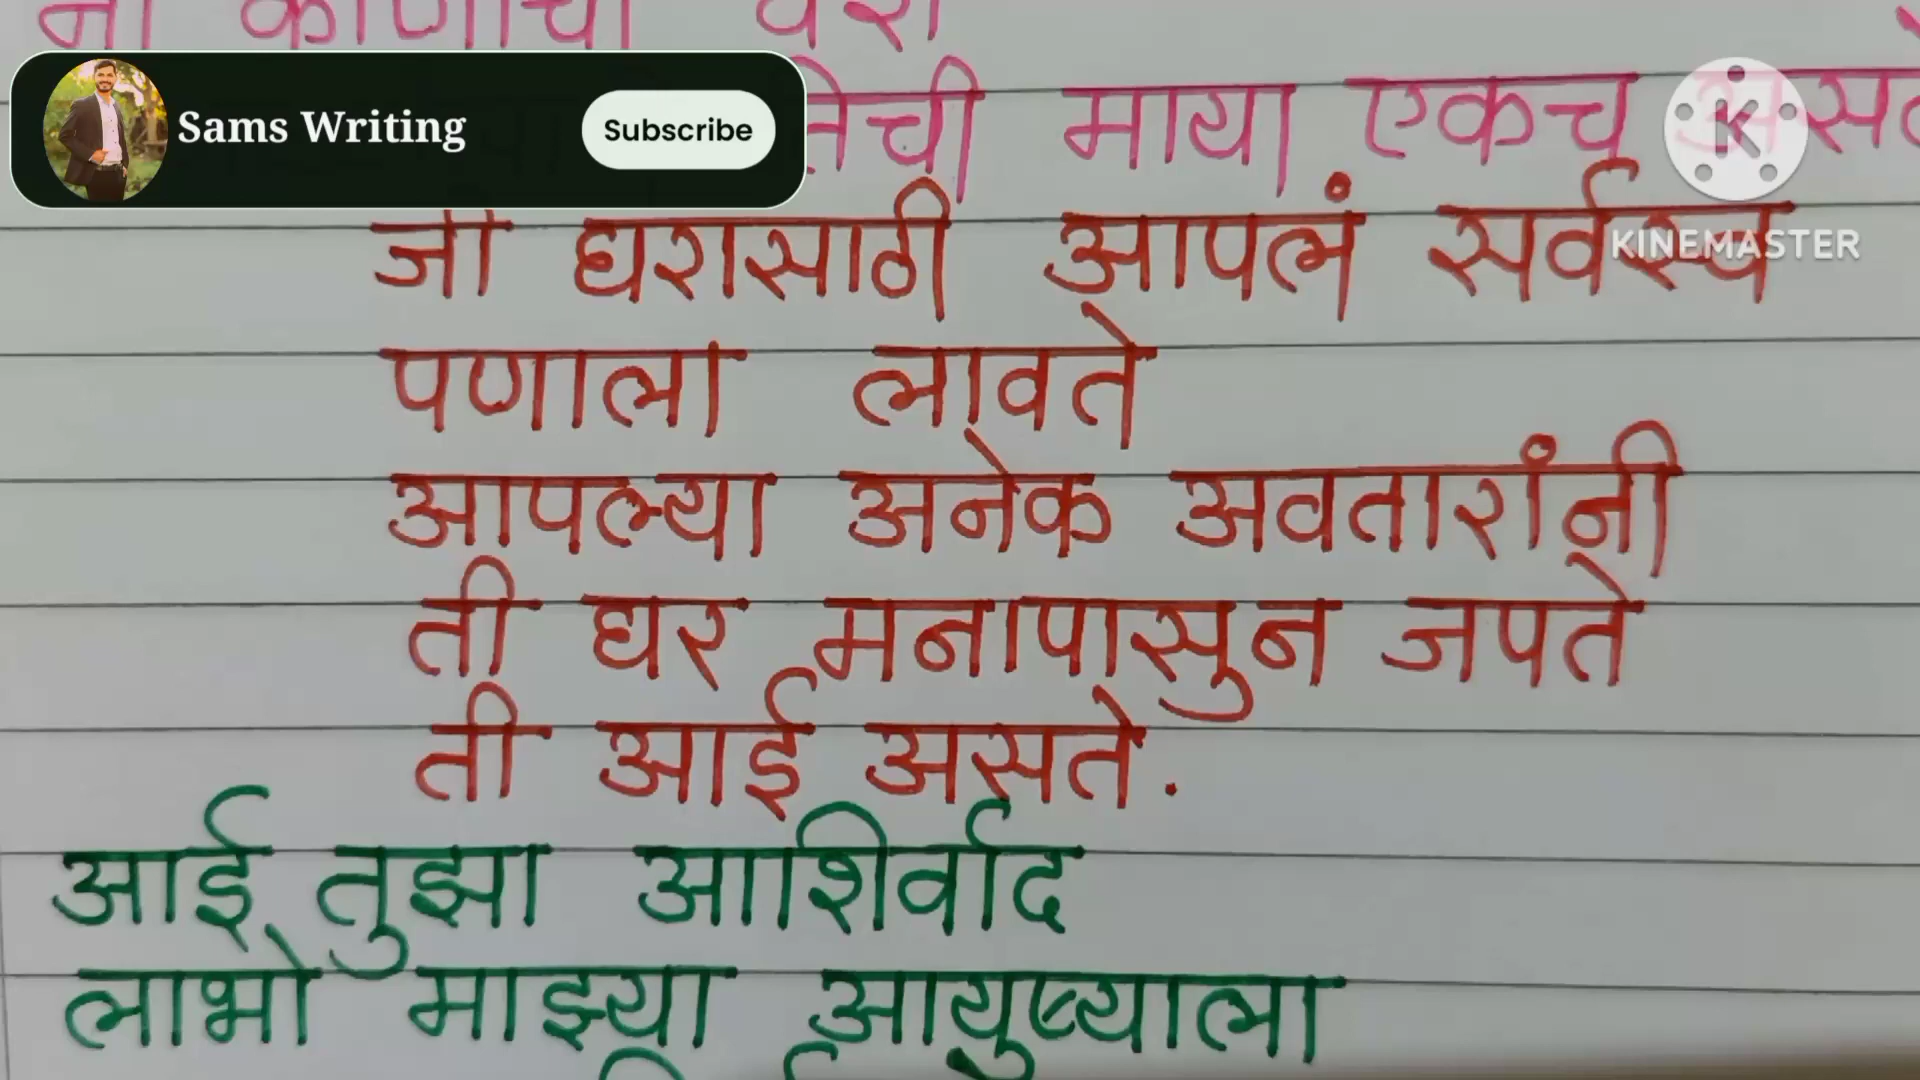 Sams Writing
Subscribe
माया एकच
KINEMASTER
जी घरासाठी आपलं सर्वस्व
पणाला लावते
आपल्या अनेक अवतारांनी
ती घर मनापासुन जपते
ती आई असते.
आई तुझा आशिर्वाद
लाभो माझ्या आयुष्याला